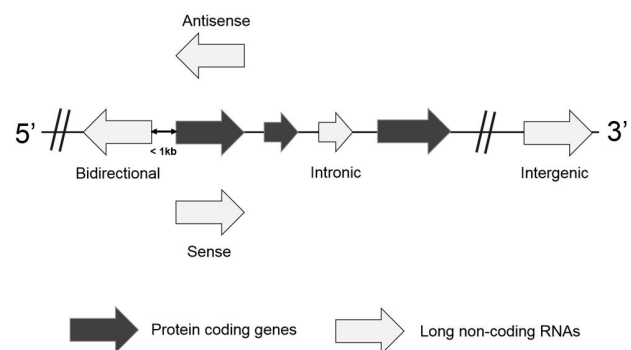 Antisense
5’
3’
< 1kb
Bidirectional
Intronic
Intergenic
Sense
Protein coding genes
Long non-coding RNAs